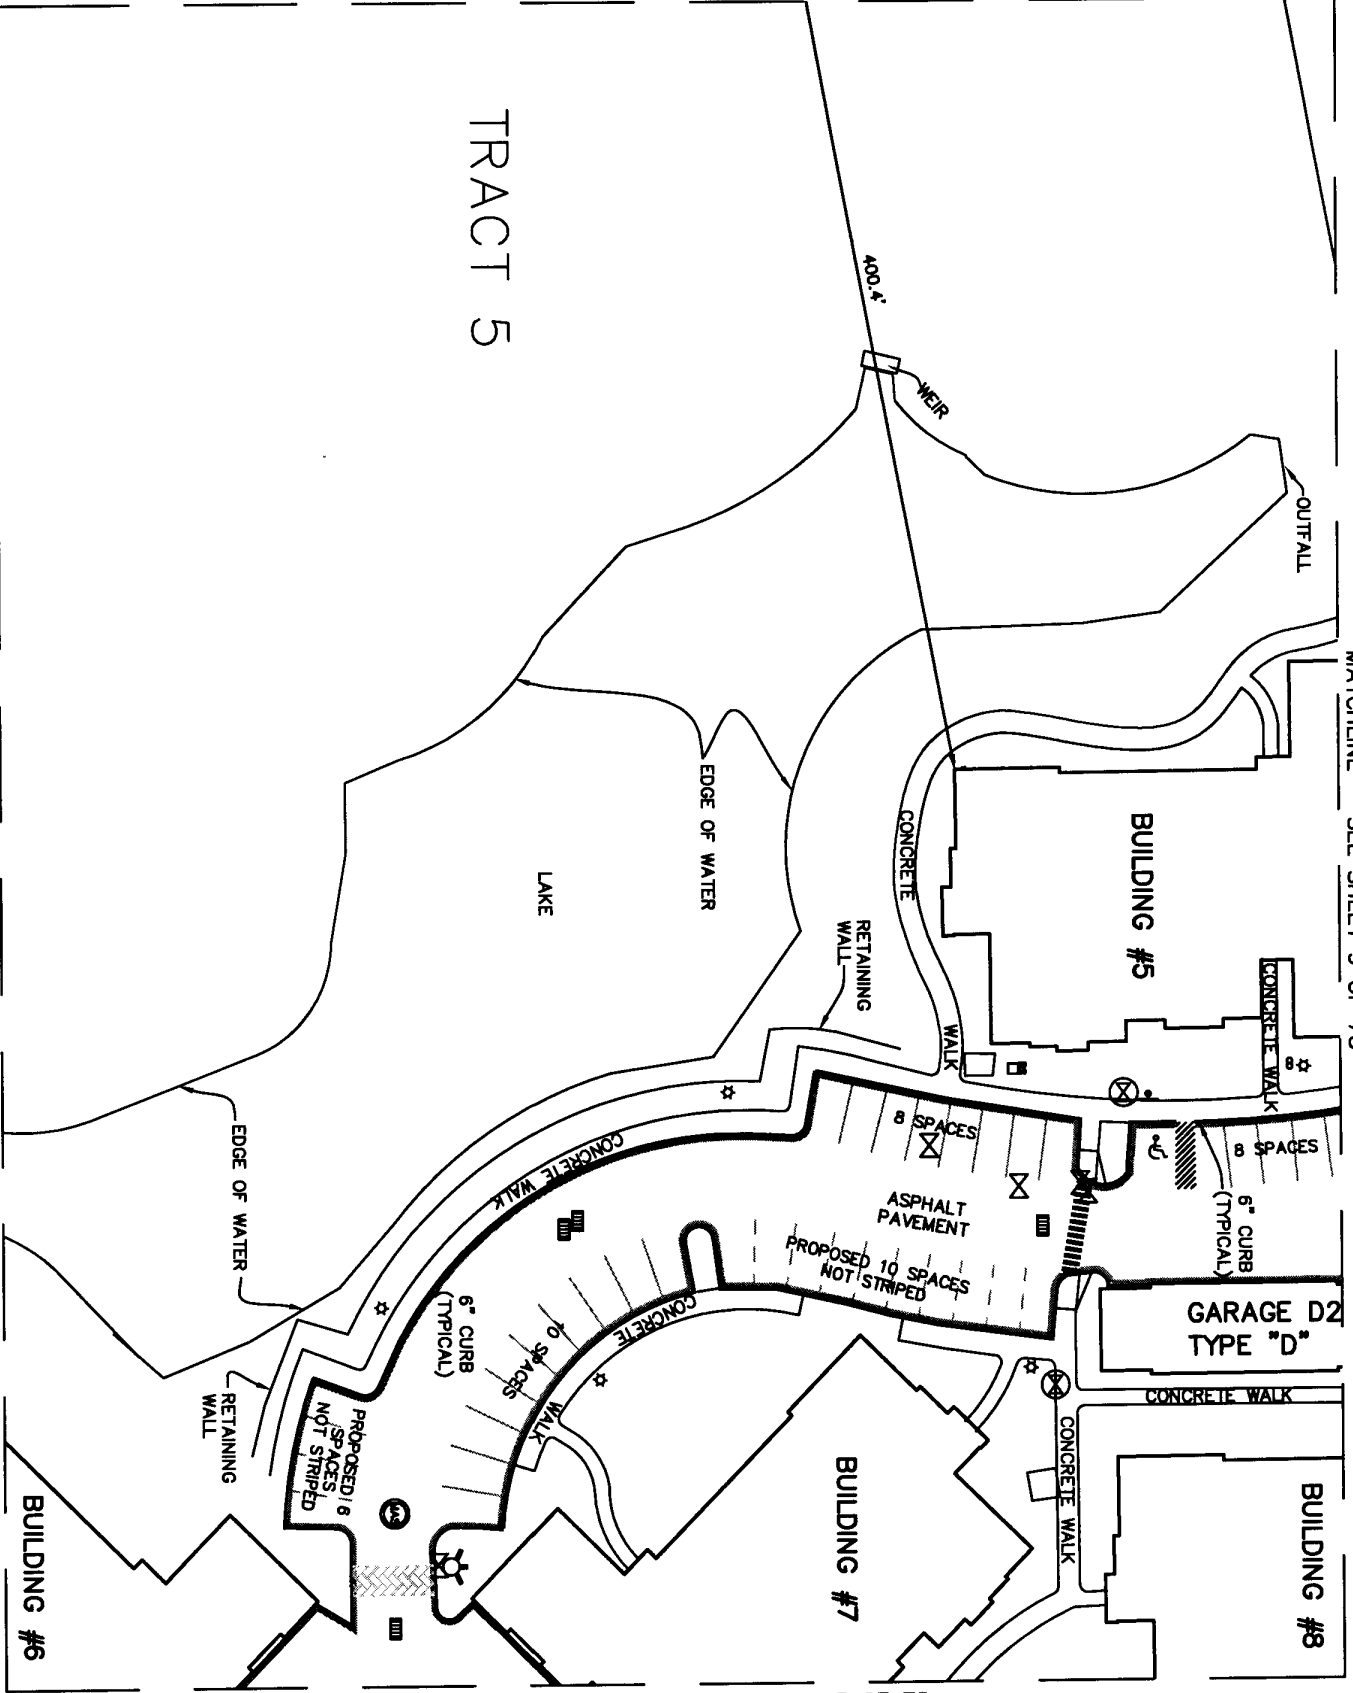 TRACT 5
400.4'
WEIR
OUTFALL
EDGE OF WATER
LAKE
CONCRETE
WALK
RETAINING
WALL
BUILDING #5
CONCRETE WALK
8
8 SPACES
8 SPACES
6" CURB
(TYPICAL)
ASPHALT
PAVEMENT
PROPOSED 10 SPACES
NOT STRIPED
GARAGE D2
TYPE "D"
CONCRETE WALK
CONCRETE WALK
CONCRETE WALK
CONCRETE
WALK
10 SPACES
6" CURB
(TYPICAL)
EDGE OF WATER
RETAINING
WALL
PROPOSED 6
SPACES
NOT STRIPED
MAS
BUILDING #6
BUILDING #7
BUILDING #8